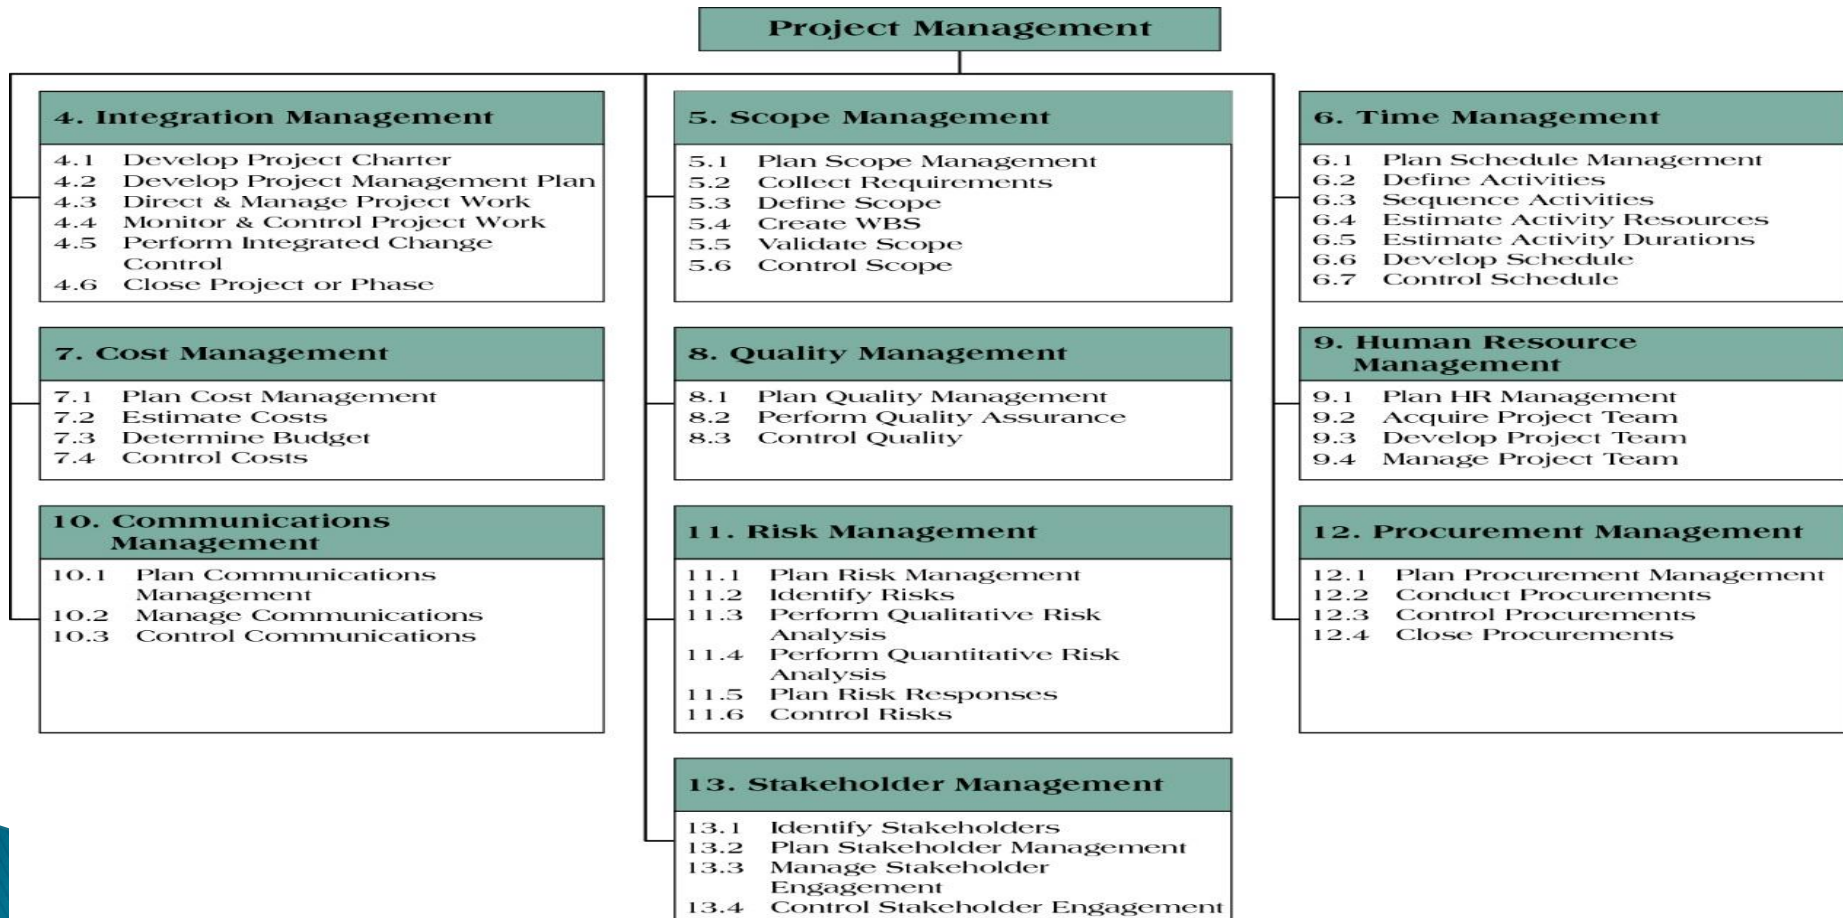 Project Management
4. Integration Management
4.1 Develop Project Charter
4.2 Develop Project Management Plan
4.3 Direct & Manage Project Work
4.4 Monitor & Control Project Work
4.5 Perform Integrated Change
Control
4.6 Close Project or Phase
5. Scope Management
5.1 Plan Scope Management
5.2 Collect Requirements
5.3 Define Scope
5.4 Create WBS
5.5 Validate Scope
5.6 Control Scope
6. Time Management
6.1 Plan Schedule Management
6.2 Define Activities
6.3 Sequence Activities
6.4 Estimate Activity Resources
6.5 Estimate Activity Durations
6.6 Develop Schedule
6.7 Control Schedule
7. Cost Management
7.1 Plan Cost Management
7.2 Estimate Costs
7.3 Determine Budget
7.4 Control Costs
8. Quality Management
8.1 Plan Quality Management
8.2 Perform Quality Assurance
8.3 Control Quality
9. Human Resource
Management
9.1 Plan HR Management
9.2 Acquire Project Team
9.3 Develop Project Team
9.4 Manage Project Team
10. Communications
Management
10.1 Plan Communications
Management
10.2 Manage Communications
10.3 Control Communications
11. Risk Management
11.1 Plan Risk Management
11.2 Identify Risks
11.3 Perform Qualitative Risk
Analysis
11.4 Perform Quantitative Risk
Analysis
11.5 Plan Risk Responses
11.6 Control Risks
12. Procurement Management
12.1 Plan Procurement Management
12.2 Conduct Procurements
12.3 Control Procurements
12.4 Close Procurements
13. Stakeholder Management
13.1 Identify Stakeholders
13.2 Plan Stakeholder Management
13.3 Manage Stakeholder
Engagement
13.4 Control Stakeholder Engagement